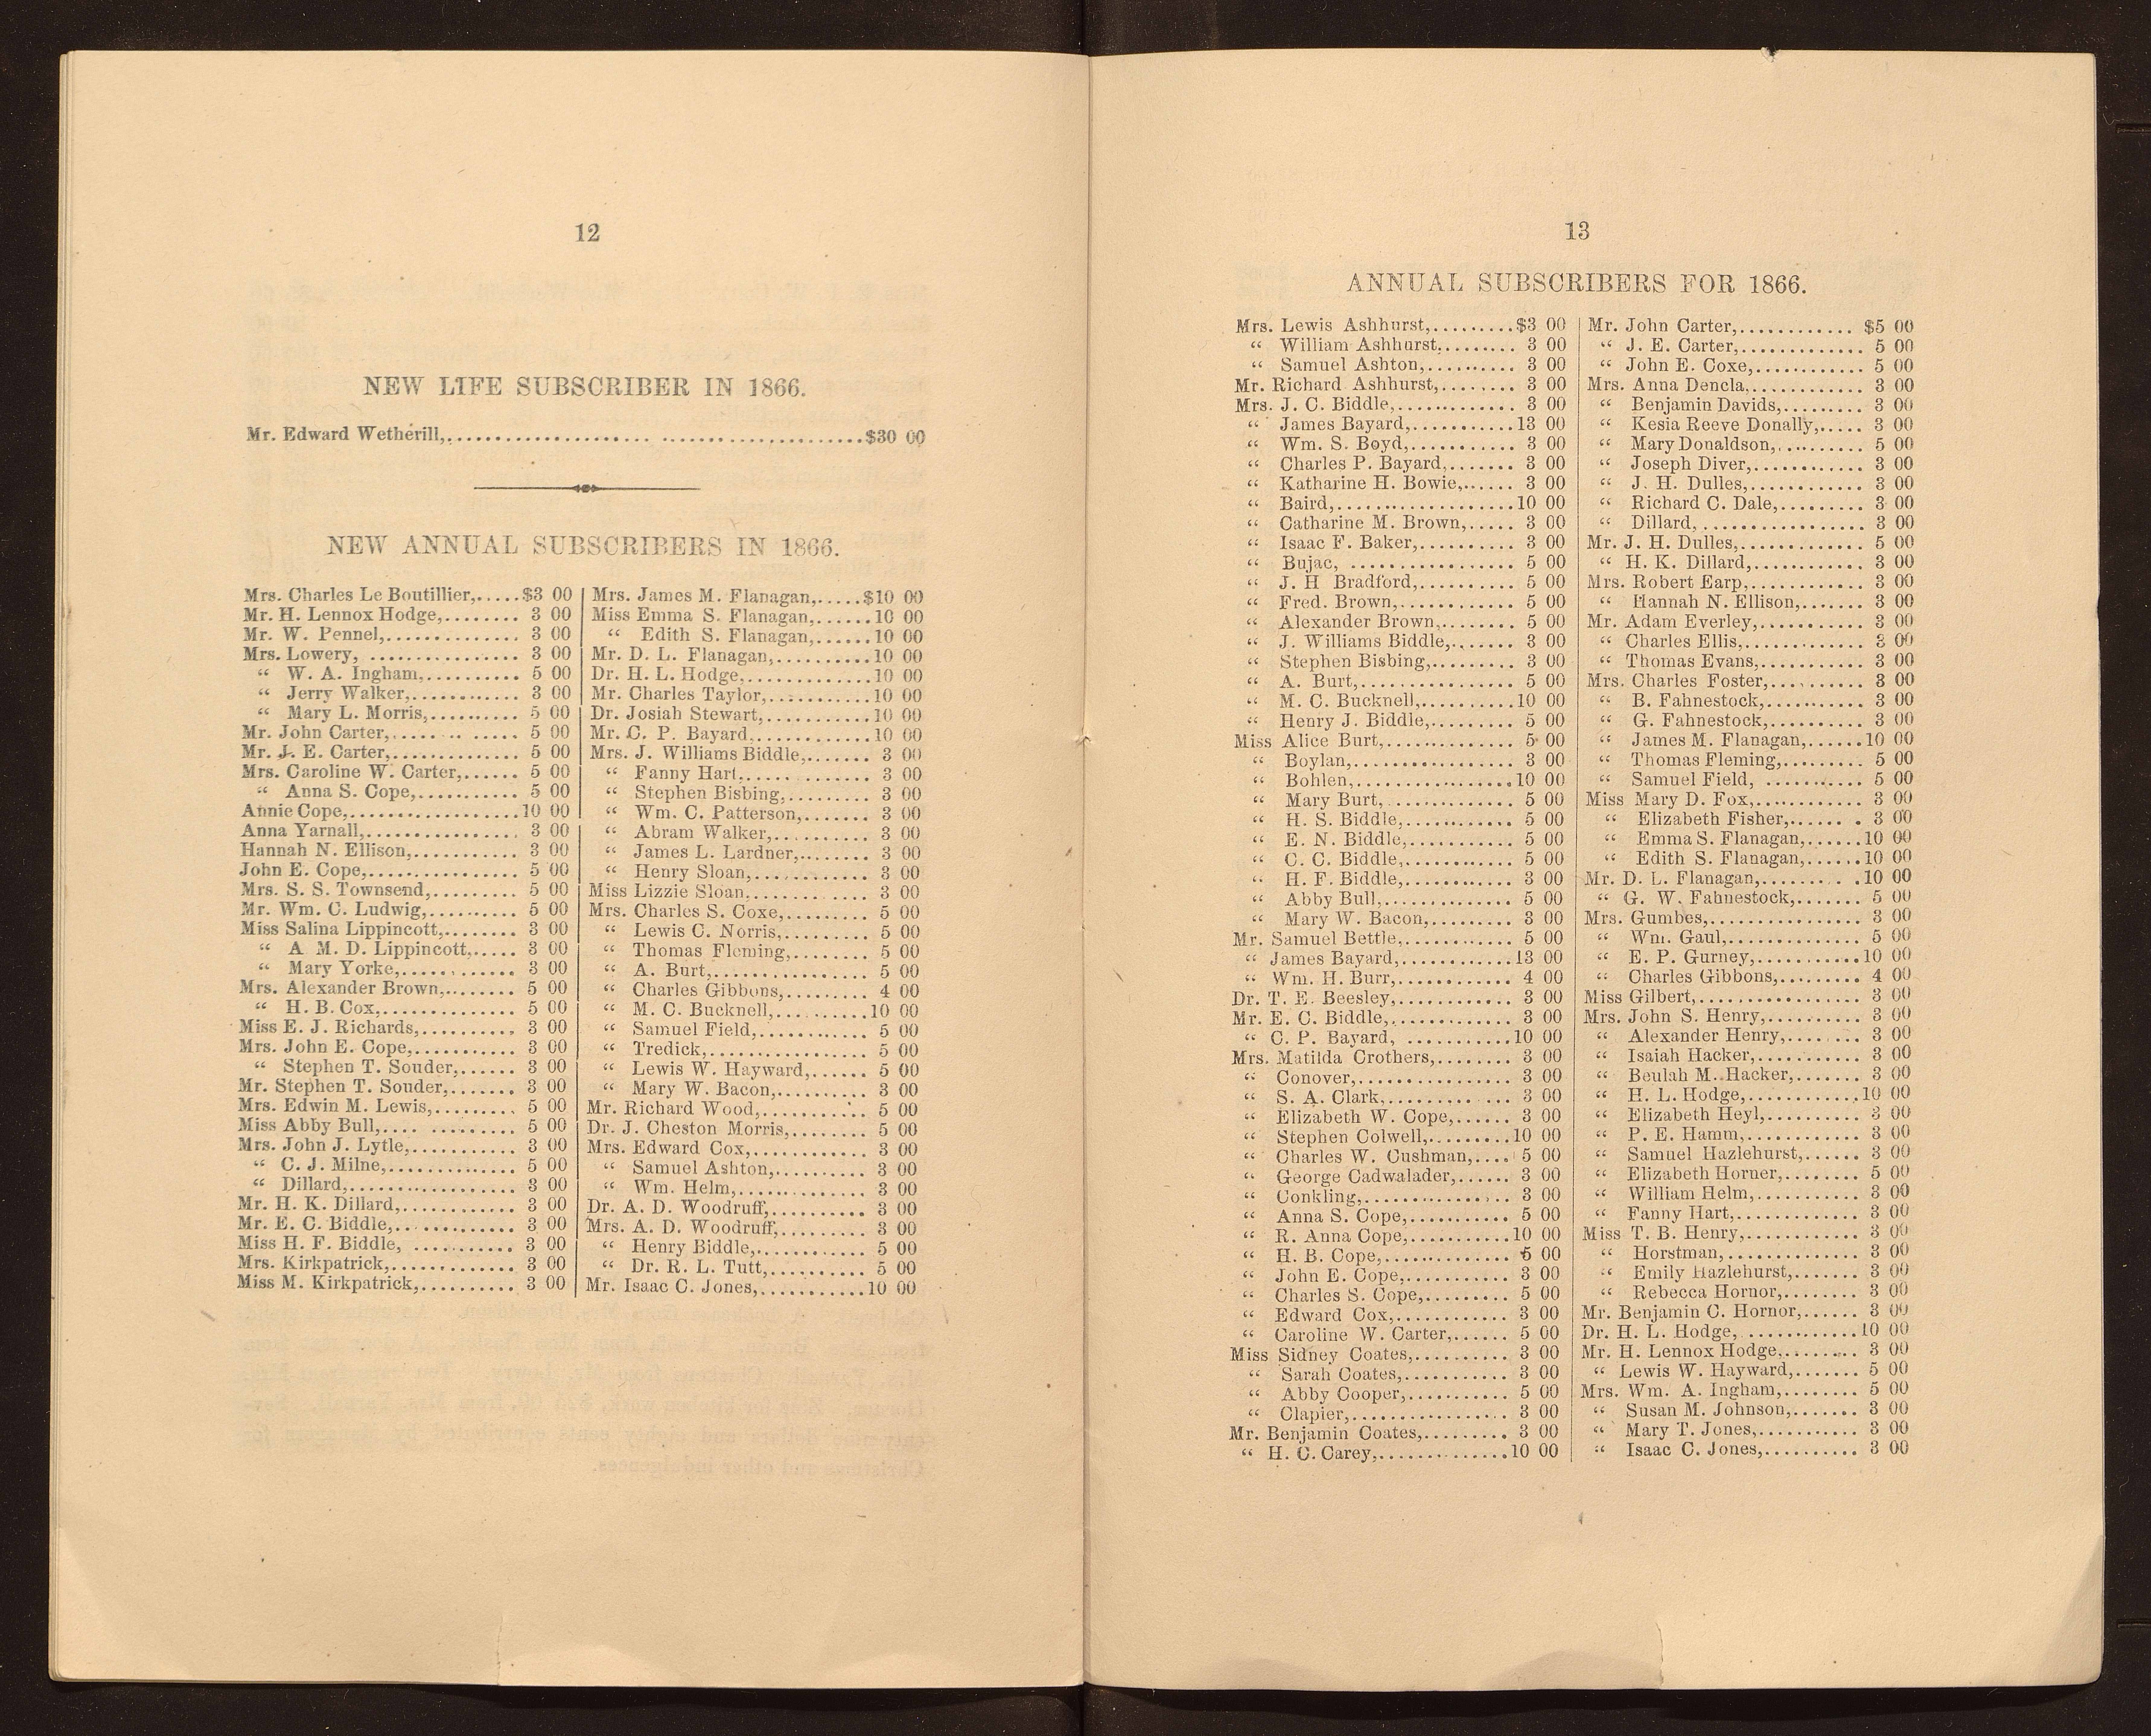 12
NEW LIFE SUBSCRIBER IN 1866.
Mr. Edward Wetherill,.......................................$30 00
NEW ANNUAL SUBSCRIBERS IN 1866.
Mrs. Charles Le Boutillier,.....$3 00
Mr. H. Lennox Hodge,........ 3 00
Mr. W. Pennel,.............. 3 00
Mrs. Lowery, ................ 3 00
“ W. A. Ingham,.......... 5 00
“ Jerry Walker,............ 3 00
“ Mary L. Morris,.......... 5 00
Mr. John Carter,............ 5 00
Mr. J. E. Carter,.............. 5 00
Mrs. Caroline W. Carter,...... 5 00
“ Anna S. Cope,........... 5 00
Annie Cope,...................10 00
Anna Yarnall,................ 3 00
Hannah N. Ellison,........... 3 00
John E. Cope,................ 5 00
Mrs. S. S. Townsend,......... 5 00
Mr. Wm. C. Ludwig,.......... 5 00
Miss Salina Lippincott,........ 3 00
“ A M. D. Lippincott,..... 3 00
“ Mary Yorke,............ 3 00
Mrs. Alexander Brown,........ 5 00
“ H. B. Cox,............... 5 00
Miss E. J. Richards,.......... 3 00
Mrs. John E. Cope,........... 3 00
“ Stephen T. Souder,...... 3 00
Mr. Stephen T. Souder,....... 3 00
Mrs. Edwin M. Lewis,......... 5 00
Miss Abby Bull,.... ......... 5 00
Mrs. John J. Lytle,........... 3 00
“ C. J. Milne,............. 5 00
“ Dillard,.................. 3 00
Mr. H. K. Dillard,............ 3 00
Mr. E. C. Biddle,............. 3 00
Miss H. F. Biddle, ........... 3 00
Mrs. Kirkpatrick,............. 3 00
Miss M. Kirkpatrick,.......... 3 00
Mrs. James M. Flanagan,.....$10 00
Miss Emma S. Flanagan,......10 00
“ Edith S. Flanagan,......10 00
Mr. D. L. Flanagan,..........10 00
Dr. H. L. Hodge,.............10 00
Mr. Charles Taylor,...........10 00
Dr. Josiah Stewart,...........10 00
Mr. C. P. Bayard,............10 00
Mrs. J. Williams Biddle,....... 3 00
“ Fanny Hart,............. 3 00
“ Stephen Bisbing,......... 3 00
“ Wm. C. Patterson,....... 3 00
“ Abram Walker,.......... 3 00
“ James L. Lardner,........ 3 00
“ Henry Sloan,............ 3 00
Miss Lizzie Sloan,............ 3 00
Mrs. Charles S. Coxe,......... 5 00
“ Lewis C. Norris,......... 5 00
“ Thomas Fleming,........ 5 00
“ A. Burt,................ 5 00
“ Charles Gibbons,......... 4 00
“ M. C. Bucknell,..........10 00
“ Samuel Field,............ 5 00
“ Tredick,................. 5 00
“ Lewis W. Hayward,...... 5 00
“ Mary W. Bacon,.......... 3 00
Mr. Richard Wood,........... 5 00
Dr. J. Cheston Morris,........ 5 00
Mrs. Edward Cox,............ 3 00
“ Samuel Ashton,.......... 3 00
“ Wm. Helm,.............. 3 00
Dr. A. D. Woodruff,.......... 3 00
Mrs. A. D. Woodruff,......... 3 00
“ Henry Biddle,............ 5 00
“ Dr. R. L. Tutt,.......... 5 00
Mr. Isaac C. Jones,...........10 00
13
ANNUAL SUBSCRIBERS FOR 1866.
Mrs. Lewis Ashhurst,.........$3 00
“ William Ashhurst,........ 3 00
“ Samuel Ashton,.......... 3 00
Mr. Richard Ashhurst,........ 3 00
Mrs. J. C. Biddle,............. 3 00
“ James Bayard,...........13 00
“ Wm. S. Boyd,........... 3 00
“ Charles P. Bayard,....... 3 00
“ Katharine H. Bowie,...... 3 00
“ Baird,...................10 00
“ Catharine M. Brown,..... 3 00
“ Isaac F. Baker,.......... 3 00
“ Bujac, .................. 5 00
“ J. H Bradford,.......... 5 00
“ Fred. Brown,............ 5 00
“ Alexander Brown,........ 5 00
“ J. Williams Biddle,....... 3 00
“ Stephen Bisbing,......... 3 00
“ A. Burt,................ 5 00
“ M. C. Bucknell,..........10 00
“ Henry J. Biddle,......... 5 00
Miss Alice Burt,.............. 5 00
“ Boylan,................. 3 00
“ Bohlen,.................10 00
“ Mary Burt,.............. 5 00
“ H. S. Biddle,............ 5 00
“ E. N. Biddle,............ 5 00
“ C. C. Biddle,............ 5 00
“ H. F. Biddle,............ 3 00
“ Abby Bull,.............. 5 00
“ Mary W. Bacon,......... 3 00
Mr. Samuel Bettle,............ 5 00
“ James Bayard,............13 00
“ Wm. H. Burr,............ 4 00
Dr. T. E. Beesley,............ 3 00
Mr. E. C. Biddle,............. 3 00
“ C. P. Bayard, ...........10 00
Mrs. Matilda Crothers,........ 3 00
“ Conover,................ 3 00
“ S. A. Clark,............. 3 00
“ Elizabeth W. Cope,...... 3 00
“ Stephen Colwell,.........10 00
“ Charles W. Cushman,.... 5 00
“ George Cadwalader,...... 3 00
“ Conkling,............... 3 00
“ Anna S. Cope,........... 5 00
“ R. Anna Cope,...........10 00
“ H. B. Cope,............. 5 00
“ John E. Cope,........... 3 00
“ Charles S. Cope,......... 5 00
“ Edward Cox,............ 3 00
“ Caroline W. Carter,...... 5 00
Miss Sidney Coates,.......... 3 00
“ Sarah Coates,............ 3 00
“ Abby Cooper,........... 5 00
“ Clapier,................. 3 00
Mr. Benjamin Coates,......... 3 00
“ H. C. Carey,..............10 00
Mr. John Carter,............ $5 00
“ J. E. Carter,............. 5 00
“ John E. Coxe,............ 5 00
Mrs. Anna Dencla,............ 3 00
“ Benjamin Davids,......... 3 00
“ Kesia Reeve Donally,..... 3 00
“ Mary Donaldson,.......... 5 00
“ Joseph Diver,............ 3 00
“ J. H. Dulles,............ 3 00
“ Richard C. Dale,......... 3 00
“ Dillard, ................. 3 00
Mr. J. H. Dulles,............. 5 00
“ H. K. Dillard,............ 3 00
Mrs. Robert Earp,............ 3 00
“ Hannah N. Ellison,....... 3 00
Mr. Adam Everley,........... 3 00
“ Charles Ellis,............. 3 00
“ Thomas Evans,........... 3 00
Mrs. Charles Foster,.......... 3 00
“ B. Fahnestock,........... 3 00
“ G. Fahnestock,.......... 3 00
“ James M. Flanagan,......10 00
“ Thomas Fleming,......... 5 00
“ Samuel Field, ........... 5 00
Miss Mary D. Fox,............ 3 00
“ Elizabeth Fisher,...... . 3 00
“ Emma S. Flanagan,......10 00
“ Edith S. Flanagan,......10 00
Mr. D. L. Flanagan,......... .10 00
“ G. W. Fahnestock,....... 5 00
Mrs. Gumbes,................ 3 00
“ Wm. Gaul,.............. 5 00
“ E. P. Gurney,...........10 00
“ Charles Gibbons,......... 4 00
Miss Gilbert,................. 3 00
Mrs. John S. Henry,.......... 3 00
“ Alexander Henry,........ 3 00
“ Isaiah Hacker,........... 3 00
“ Beulah M. Hacker,....... 3 00
“ H. L. Hodge,............10 00
“ Elizabeth Heyl,.......... 3 00
“ P. E. Hamm,............ 3 00
“ Samuel Hazlehurst,...... 3 00
“ Elizabeth Horner,........ 5 00
“ William Helm,........... 3 00
“ Fanny Hart,............. 3 00
Miss T. B. Henry,............ 3 00
“ Horstman,............... 3 00
“ Emily Hazlehurst,....... 3 00
“ Rebecca Hornor,........ 3 00
Mr. Benjamin C. Hornor,...... 3 00
Dr. H. L. Hodge, ............10 00
Mr. H. Lennox Hodge,........ 3 00
“ Lewis W. Hayward,....... 5 00
Mrs. Wm. A. Ingham,........ 5 00
“ Susan M. Johnson,....... 3 00
“ Mary T. Jones,........... 3 00
“ Isaac C. Jones,.......... 3 00